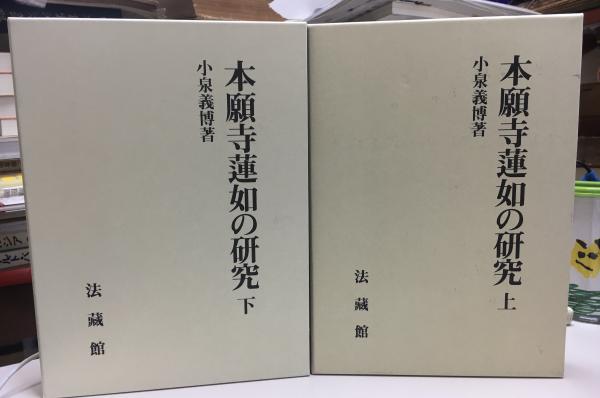 本願寺蓮如の研究 上
小泉義博著
法藏館
本願寺蓮如の研究 下
小泉義博著
法藏館